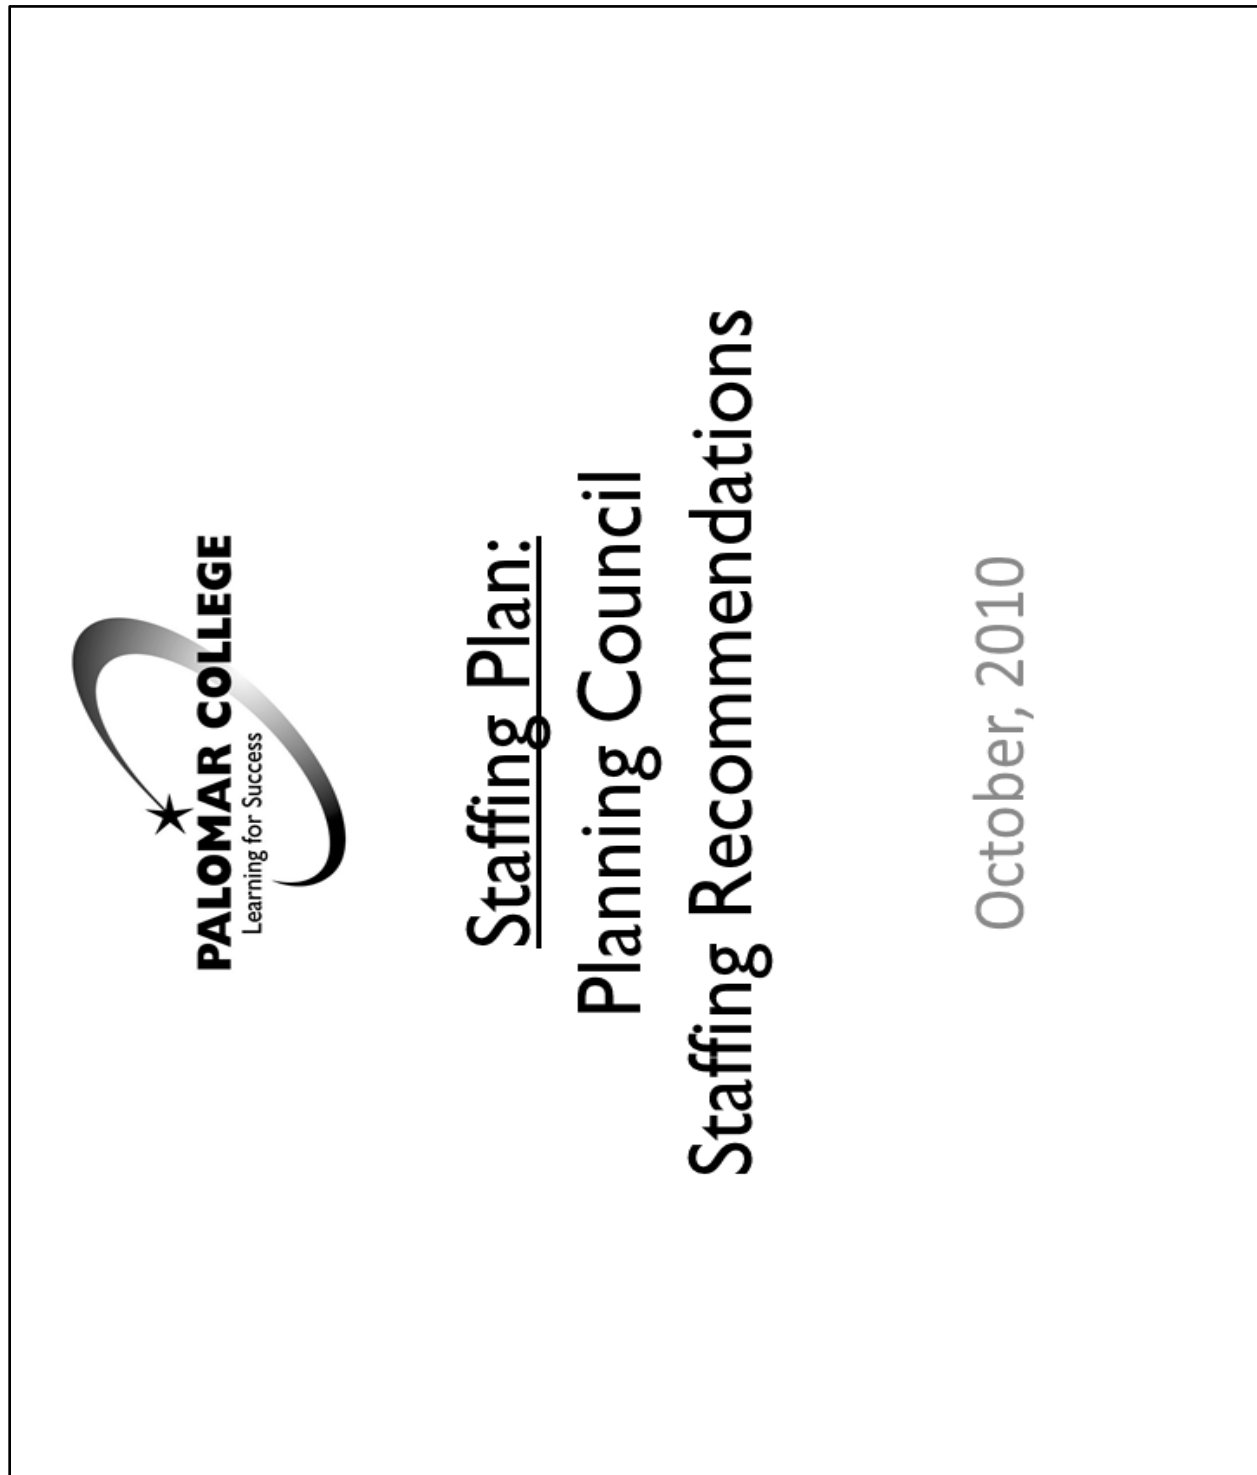 PALOMAR COLLEGE
Learning for Success
Staffing Plan:
Planning Council
Staffing Recommendations
October, 2010